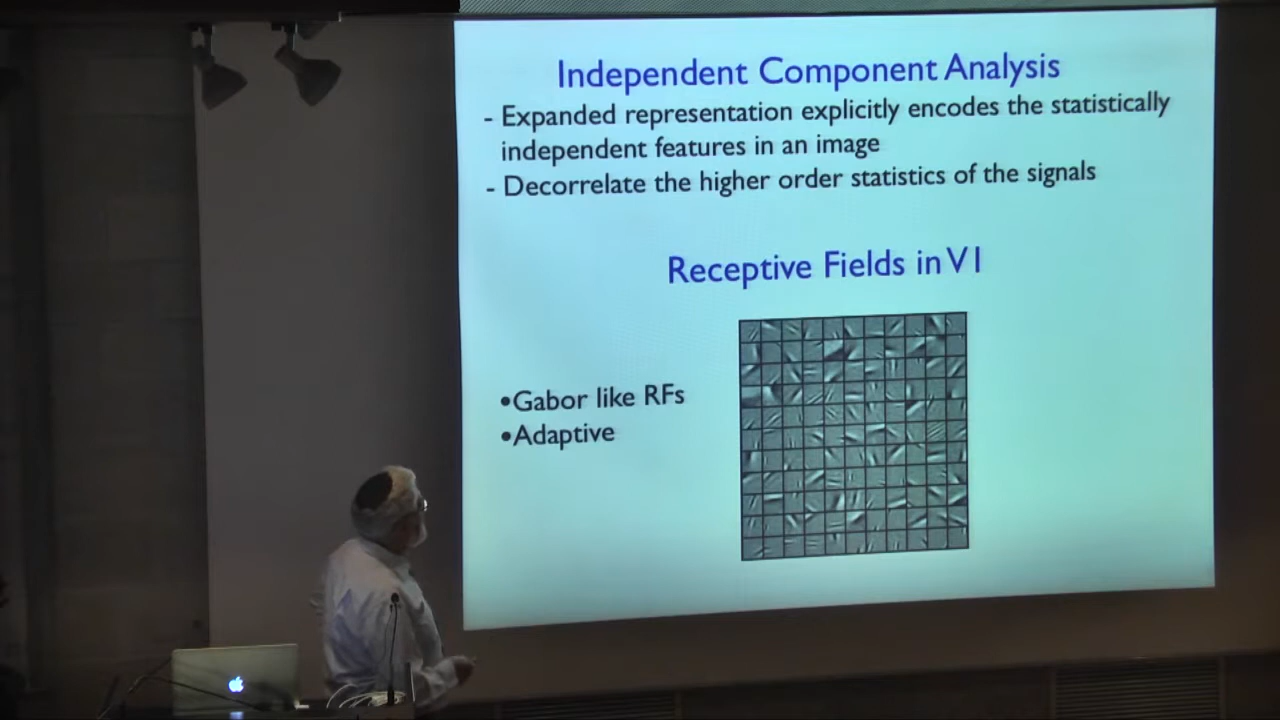 Independent Component Analysis
- Expanded representation explicitly encodes the statistically
independent features in an image
- Decorrelate the higher order statistics of the signals
Receptive Fields in V1
•Gabor like RFs
•Adaptive